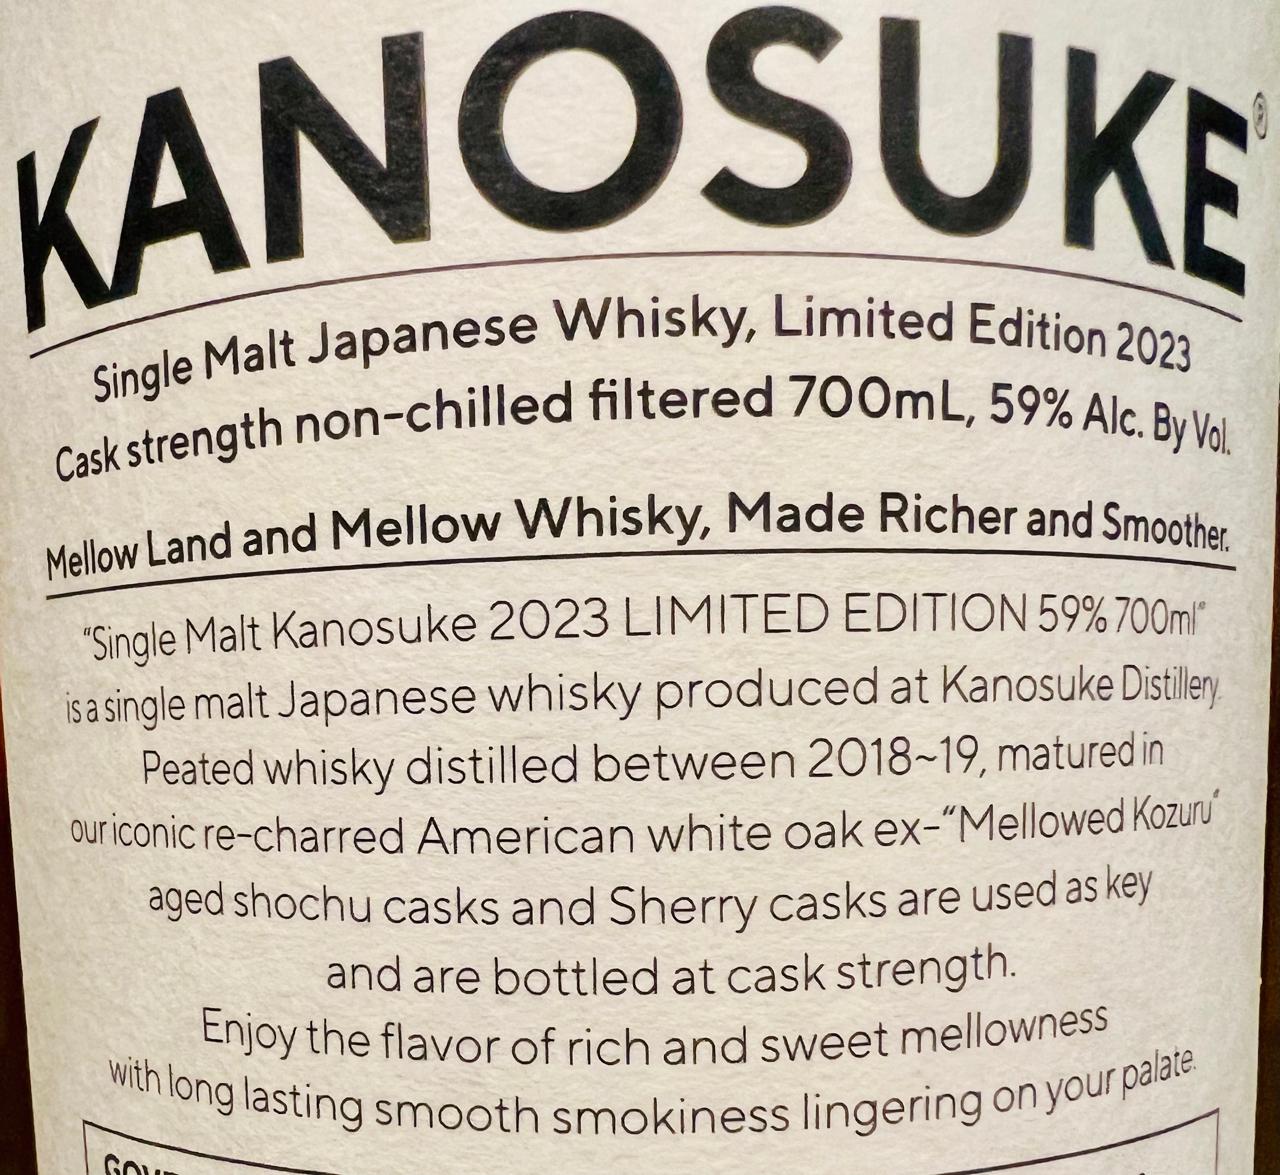 KANOSUKE®
Single Malt Japanese Whisky, Limited Edition 2023
Cask strength non-chilled filtered 700mL, 59% Alc. By Vol.
Mellow Land and Mellow Whisky, Made Richer and Smoother.
“Single Malt Kanosuke 2023 LIMITED EDITION 59% 700ml“
is a single malt Japanese whisky produced at Kanosuke Distillery.
Peated whisky distilled between 2018~19, matured in
our iconic re-charred American white oak ex-“Mellowed Kozuru“
aged shochu casks and Sherry casks are used as key
and are bottled at cask strength.
Enjoy the flavor of rich and sweet mellowness
with long lasting smooth smokiness lingering on your palate.